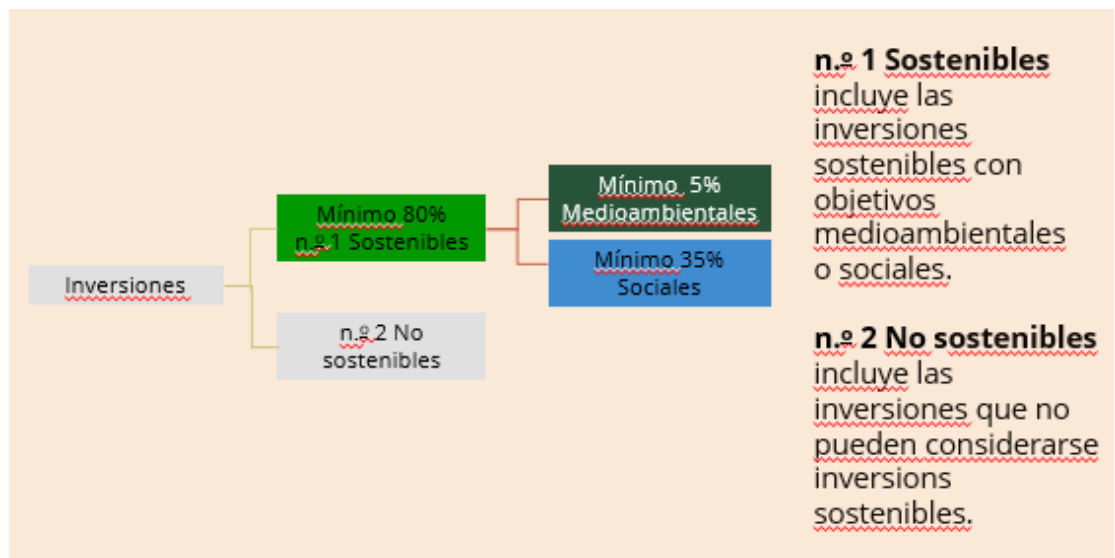 Inversiones
Mínimo 80%
n.º 1 Sostenibles
n.º 2 No
sostenibles
Mínimo 5%
Medioambientales
Mínimo 35%
Sociales
n.º 1 Sostenibles
incluye las
inversiones
sostenibles con
objetivos
medioambientales
o sociales.
n.º 2 No sostenibles
incluye las
inversiones que no
pueden considerarse
inversions
sostenibles.